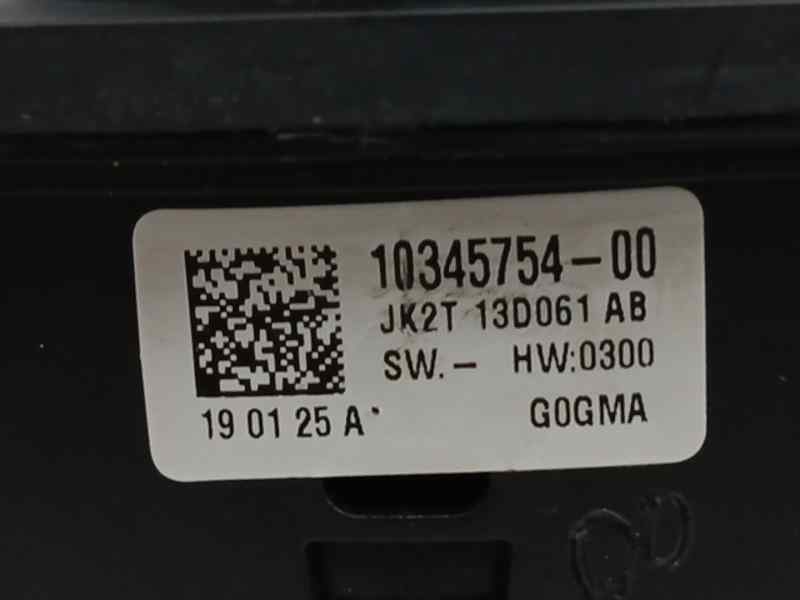 10345754-00
JK2T 13D061 AB
SW.- HW:0300
19 01 25 A G0GMA